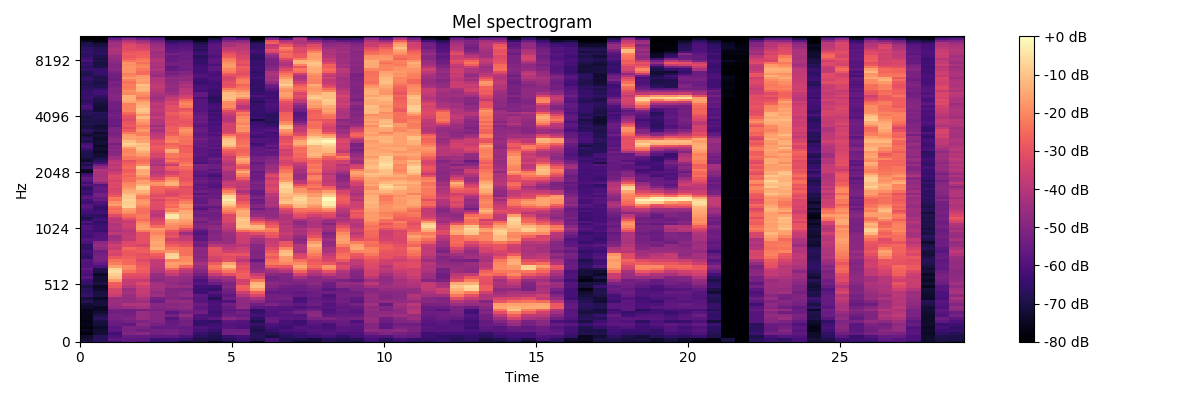 Mel spectrogram
Hz
8192
4096
2048
1024
512
0
0 5 10 15 20 25
Time
+0 dB
-10 dB
-20 dB
-30 dB
-40 dB
-50 dB
-60 dB
-70 dB
-80 dB